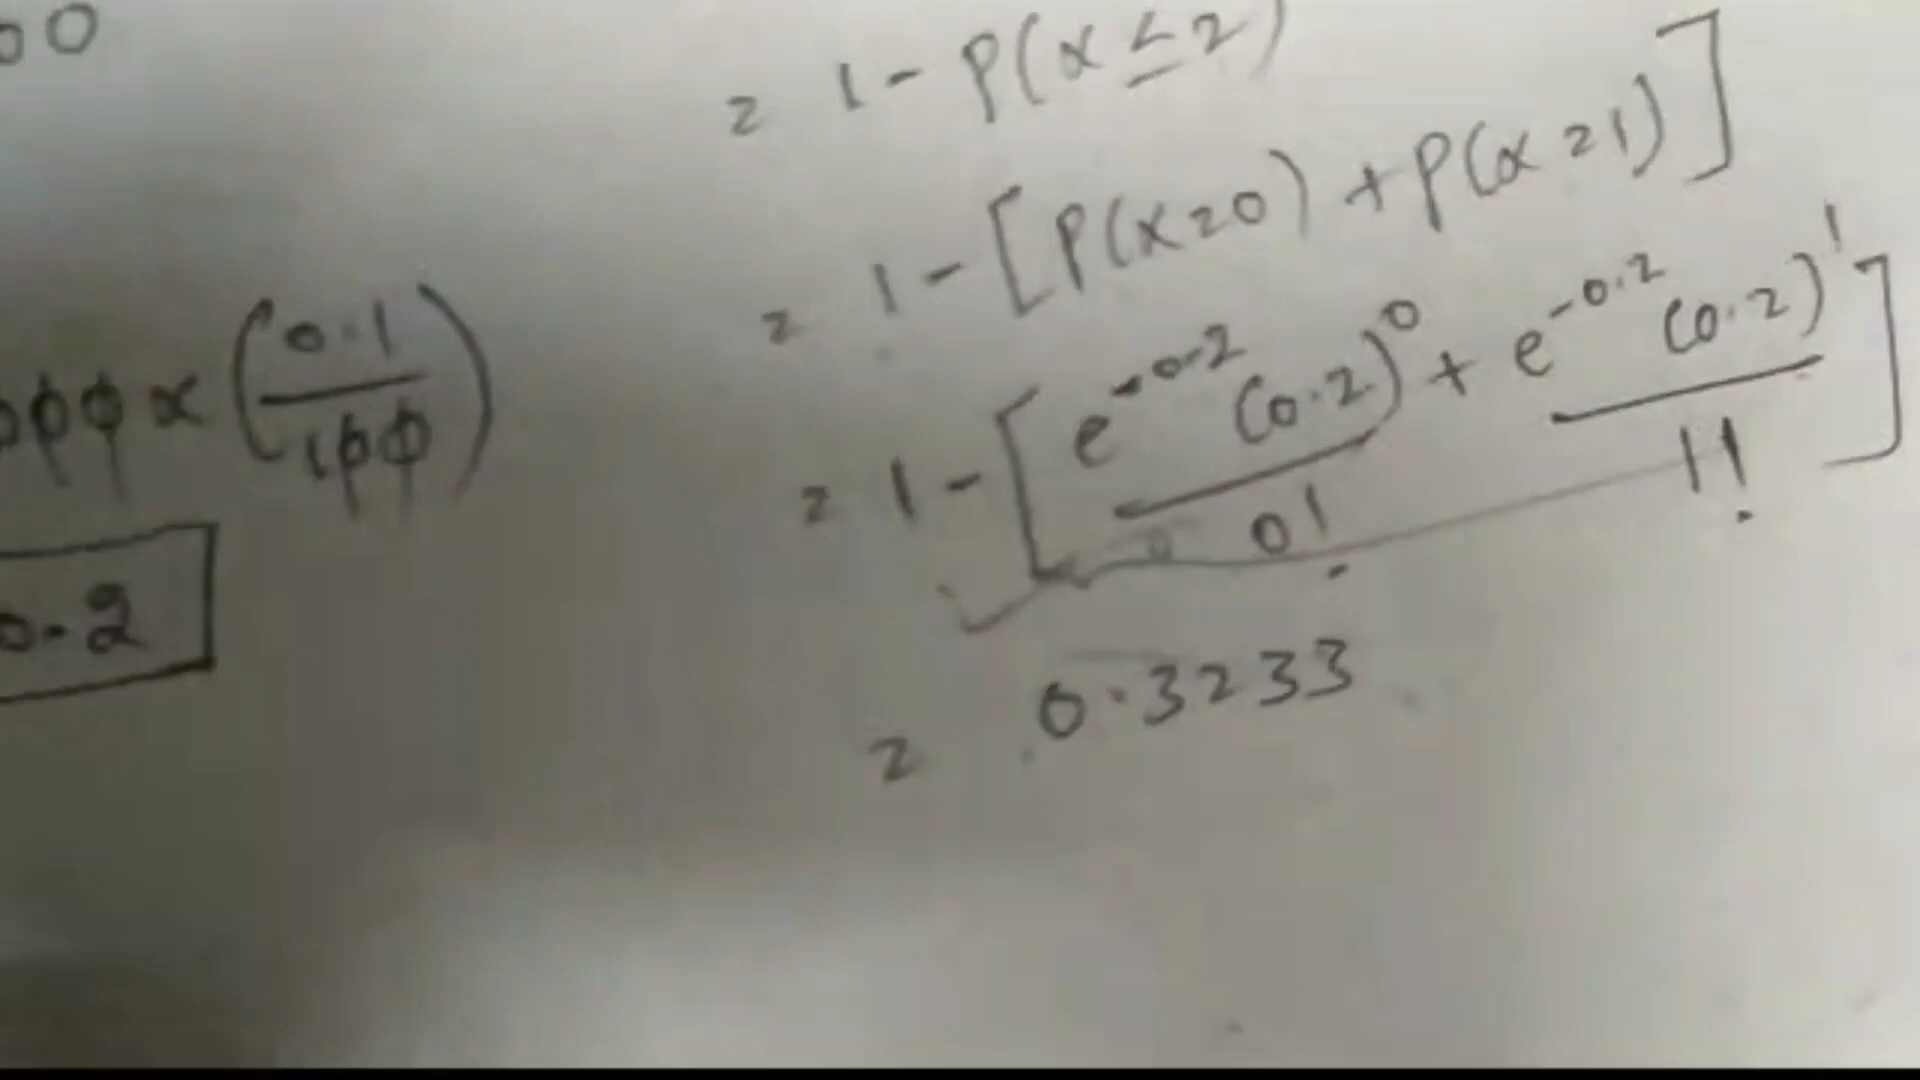 00
00 x (0.1/100)
0.2
= 1 - P(x ≤ 2)
= 1 - [P(x=0) + P(x=1)]
= 1 - [e^-0.2 (0.2)^0 / 0! + e^-0.2 (0.2)^1 / 1!]
= 0.3233